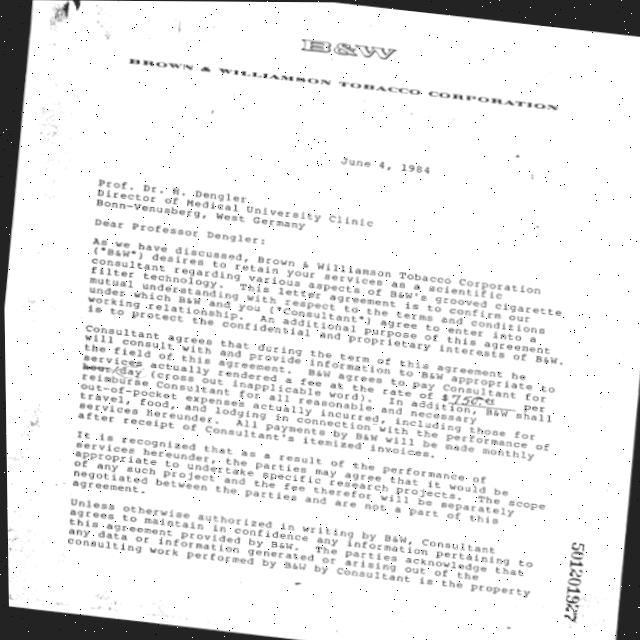 B&W
BROWN & WILLIAMSON TOBACCO CORPORATION
June 4, 1984
Prof. Dr. H. Dengler
Director of Medical University Clinic
Bonn-Venusberg, West Germany
Dear Professor Dengler:
As we have discussed, Brown & Williamson Tobacco Corporation
("B&W") desires to retain your services as a scientific
consultant regarding various aspects of B&W's grooved cigarette
filter technology. This letter agreement is to confirm our
mutual understanding with respect to the terms and conditions
under which B&W and you ("Consultant") agree to enter into a
working relationship. An additional purpose of this agreement
is to protect the confidential and proprietary interests of B&W.
Consultant agrees that during the term of this agreement he
will consult with and provide information to B&W appropriate to
the field of this agreement. B&W agrees to pay Consultant for
services actually rendered a fee at the rate of $ per
hour/day (cross out inapplicable word). In addition, B&W shall
reimburse Consultant for all reasonable and necessary
out-of-pocket expenses actually incurred, including those for
travel, food, and lodging in connection with the performance of
services hereunder. All payments by B&W will be made monthly
after receipt of Consultant's itemized invoices.
It is recognized that as a result of the performance of
services hereunder, the parties may agree that it would be
appropriate to undertake specific research projects. The scope
of any such project and the fee therefor will be separately
negotiated between the parties and are not a part of this
agreement.
Unless otherwise authorized in writing by B&W, Consultant
agrees to maintain in confidence any information pertaining to
this agreement provided by B&W. The parties acknowledge that
any data or information generated or arising out of the
consulting work performed by B&W by Consultant is the property
501201927